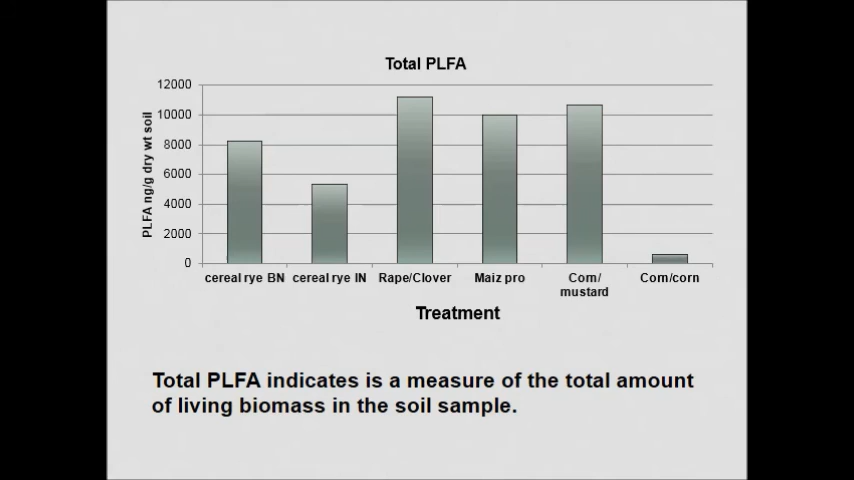 Total PLFA
12000
10000
8000
6000
4000
2000
0
PLFA ng/g dry wt soil
cereal rye BN cereal rye IN Rape/Clover Maiz pro Corn/ Corn/corn
mustard
Treatment
Total PLFA indicates is a measure of the total amount
of living biomass in the soil sample.